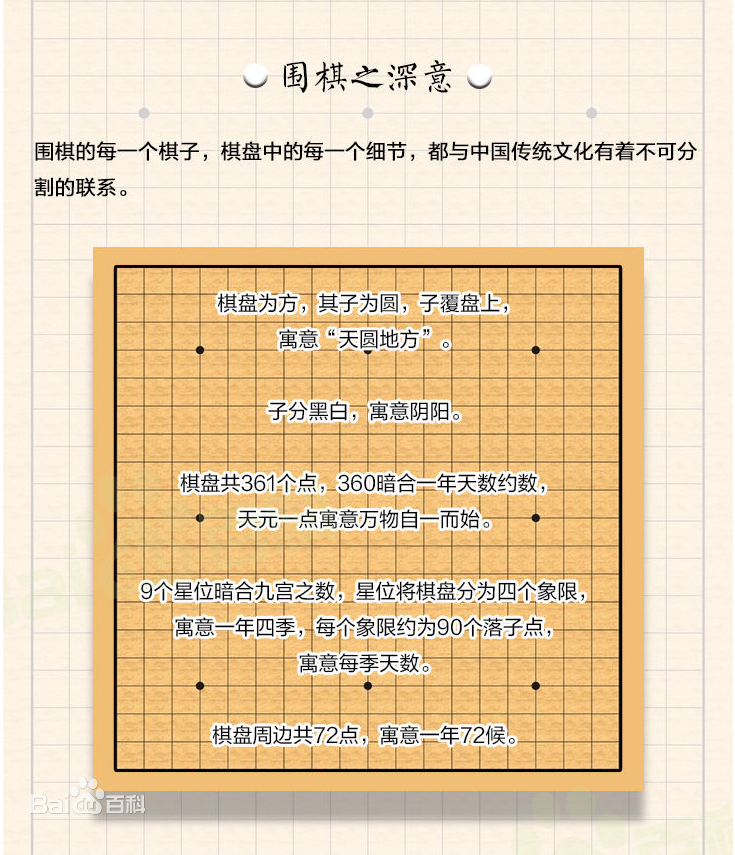 围棋之深意
围棋的每一个棋子，棋盘中的每一个细节，都与中国传统文化有着不可分
割的联系。
棋盘为方，其子为圆，子覆盘上，
寓意“天圆地方”。
子分黑白，寓意阴阳。
棋盘共361个点，360暗合一年天数约数，
天元一点寓意万物自一而始。
9个星位暗合九宫之数，星位将棋盘分为四个象限，
寓意一年四季，每个象限约为90个落子点，
寓意每季天数。
棋盘周边共72点，寓意一年72候。
Baidu百科